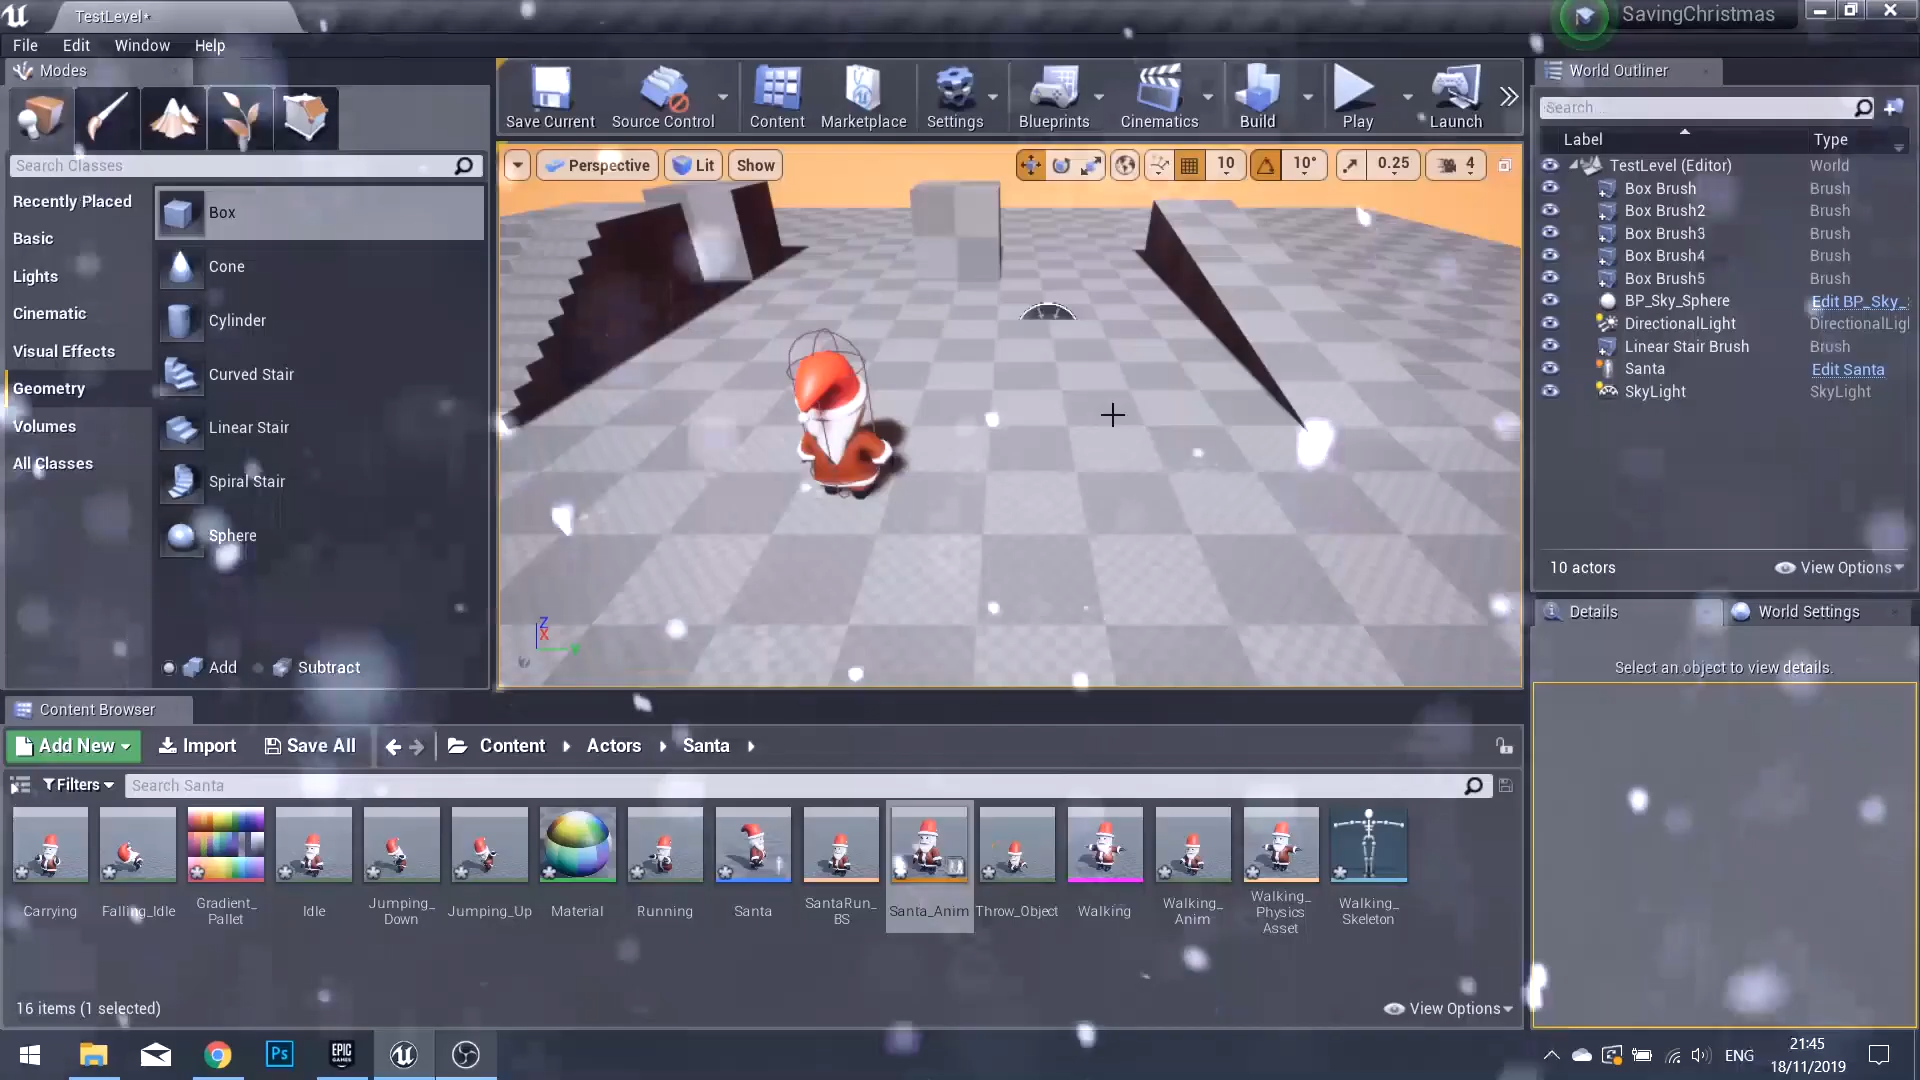 TestLevel*
SavingChristmas
File Edit Window Help
Modes
World Outliner
Save Current Source Control Content Marketplace Settings Blueprints Cinematics Build Play Launch
Search...
Label Type
Search Classes
Perspective Lit Show 10 10° 0.25 4
TestLevel (Editor) World
Box Brush Brush
Box Brush2 Brush
Box Brush3 Brush
Box Brush4 Brush
Box Brush5 Brush
BP_Sky_Sphere Edit BP_Sky_
DirectionalLight DirectionalLig
Linear Stair Brush Brush
Santa Edit Santa
SkyLight SkyLight
Recently Placed
Basic
Lights
Cinematic
Visual Effects
Geometry
Volumes
All Classes
Box
Cone
Cylinder
Curved Stair
Linear Stair
Spiral Stair
Sphere
Z
X
Y
10 actors View Options
Details World Settings
Add Subtract
Select an object to view details.
Content Browser
Add New Import Save All Content Actors Santa
Filters Search Santa
Carrying
Falling_Idle
Gradient_
Pallet
Idle
Jumping_
Down
Jumping_Up
Material
Running
Santa
SantaRun_
BS
Santa_Anim
Throw_Object
Walking
Walking_
Anim
Walking_
Physics
Asset
Walking_
Skeleton
16 items (1 selected) View Options
Ps
EPIC
GAMES
ENG
21:45
18/11/2019